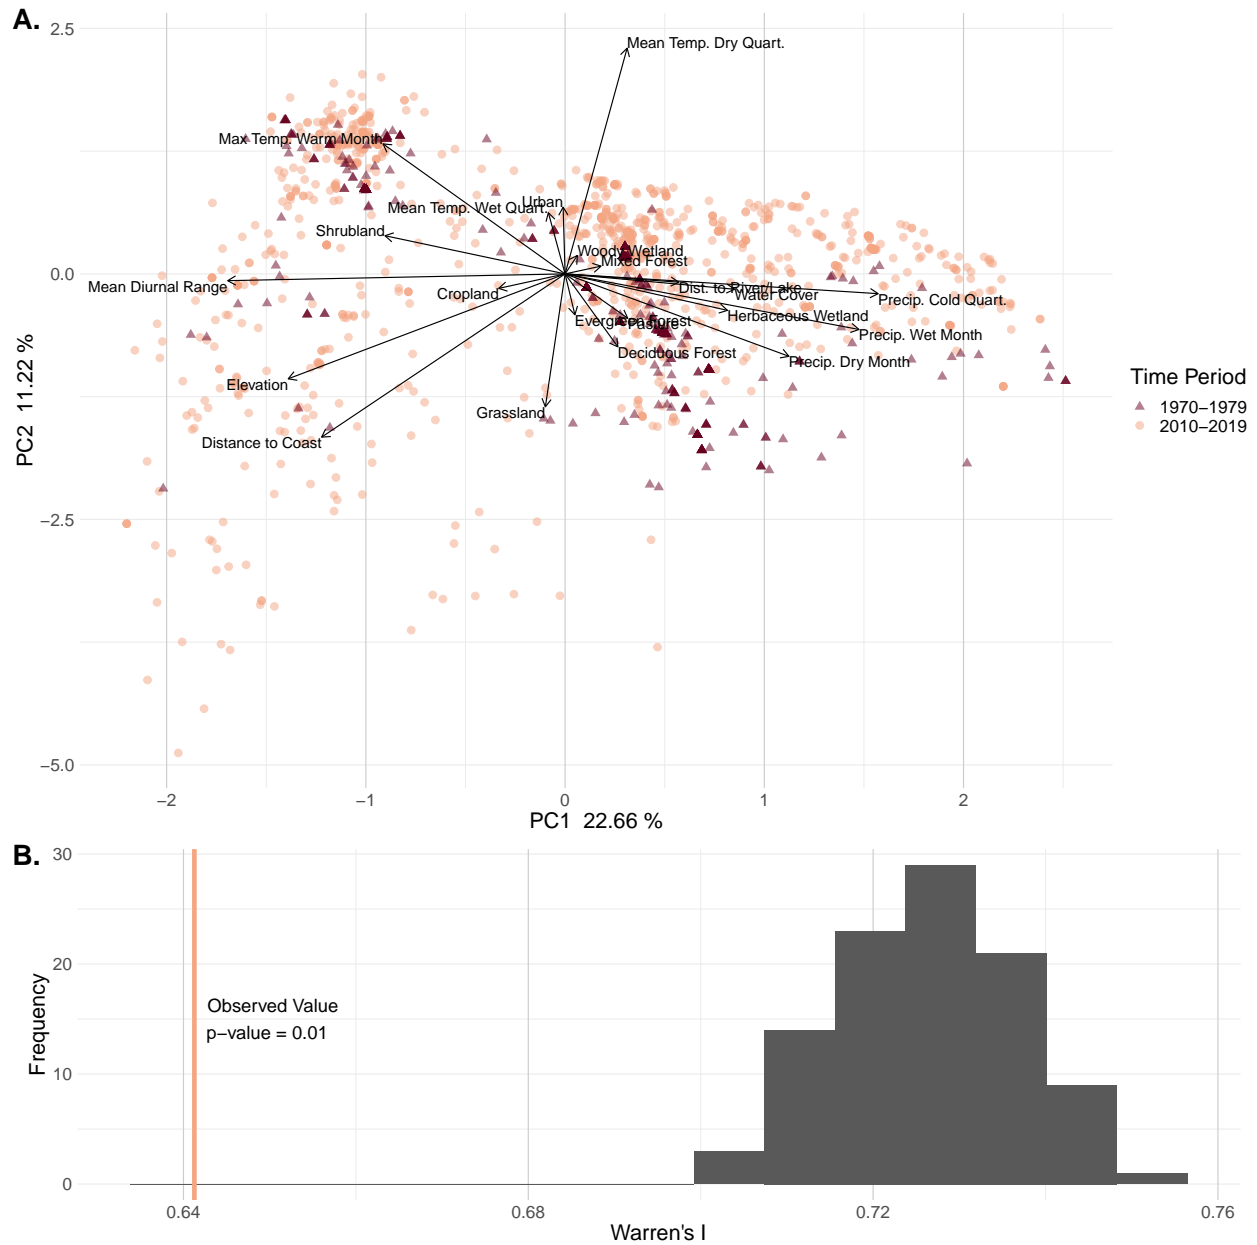 A.
2.5
0.0
−2.5
−5.0
PC2 11.22 %
Mean Temp. Dry Quart.
Max Temp. Warm Month
Urban
Mean Temp. Wet Quart.
Shrubland
Woody Wetland
Mixed Forest
Mean Diurnal Range
Cropland
Dist. to River/Lake
Water Cover
Precip. Cold Quart.
Herbaceous Wetland
Evergreen Forest
Pasture
Precip. Wet Month
Deciduous Forest
Precip. Dry Month
Elevation
Grassland
Distance to Coast
−2 −1 0 1 2
PC1 22.66 %
Time Period
1970−1979
2010−2019
B.
30
20
10
0
Frequency
Observed Value
p−value = 0.01
0.64 0.68 0.72 0.76
Warren's I